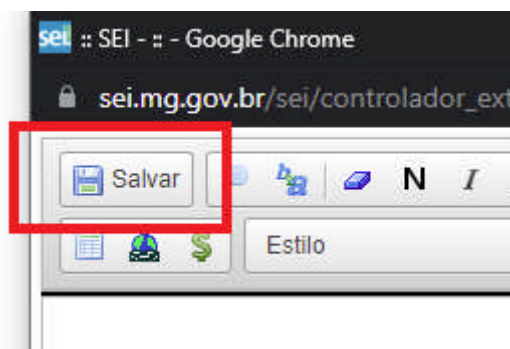 sei. :: SEI - :: - Google Chrome
sei.mg.gov.br/sei/controlador_ext
Salvar b a N I
$ Estilo